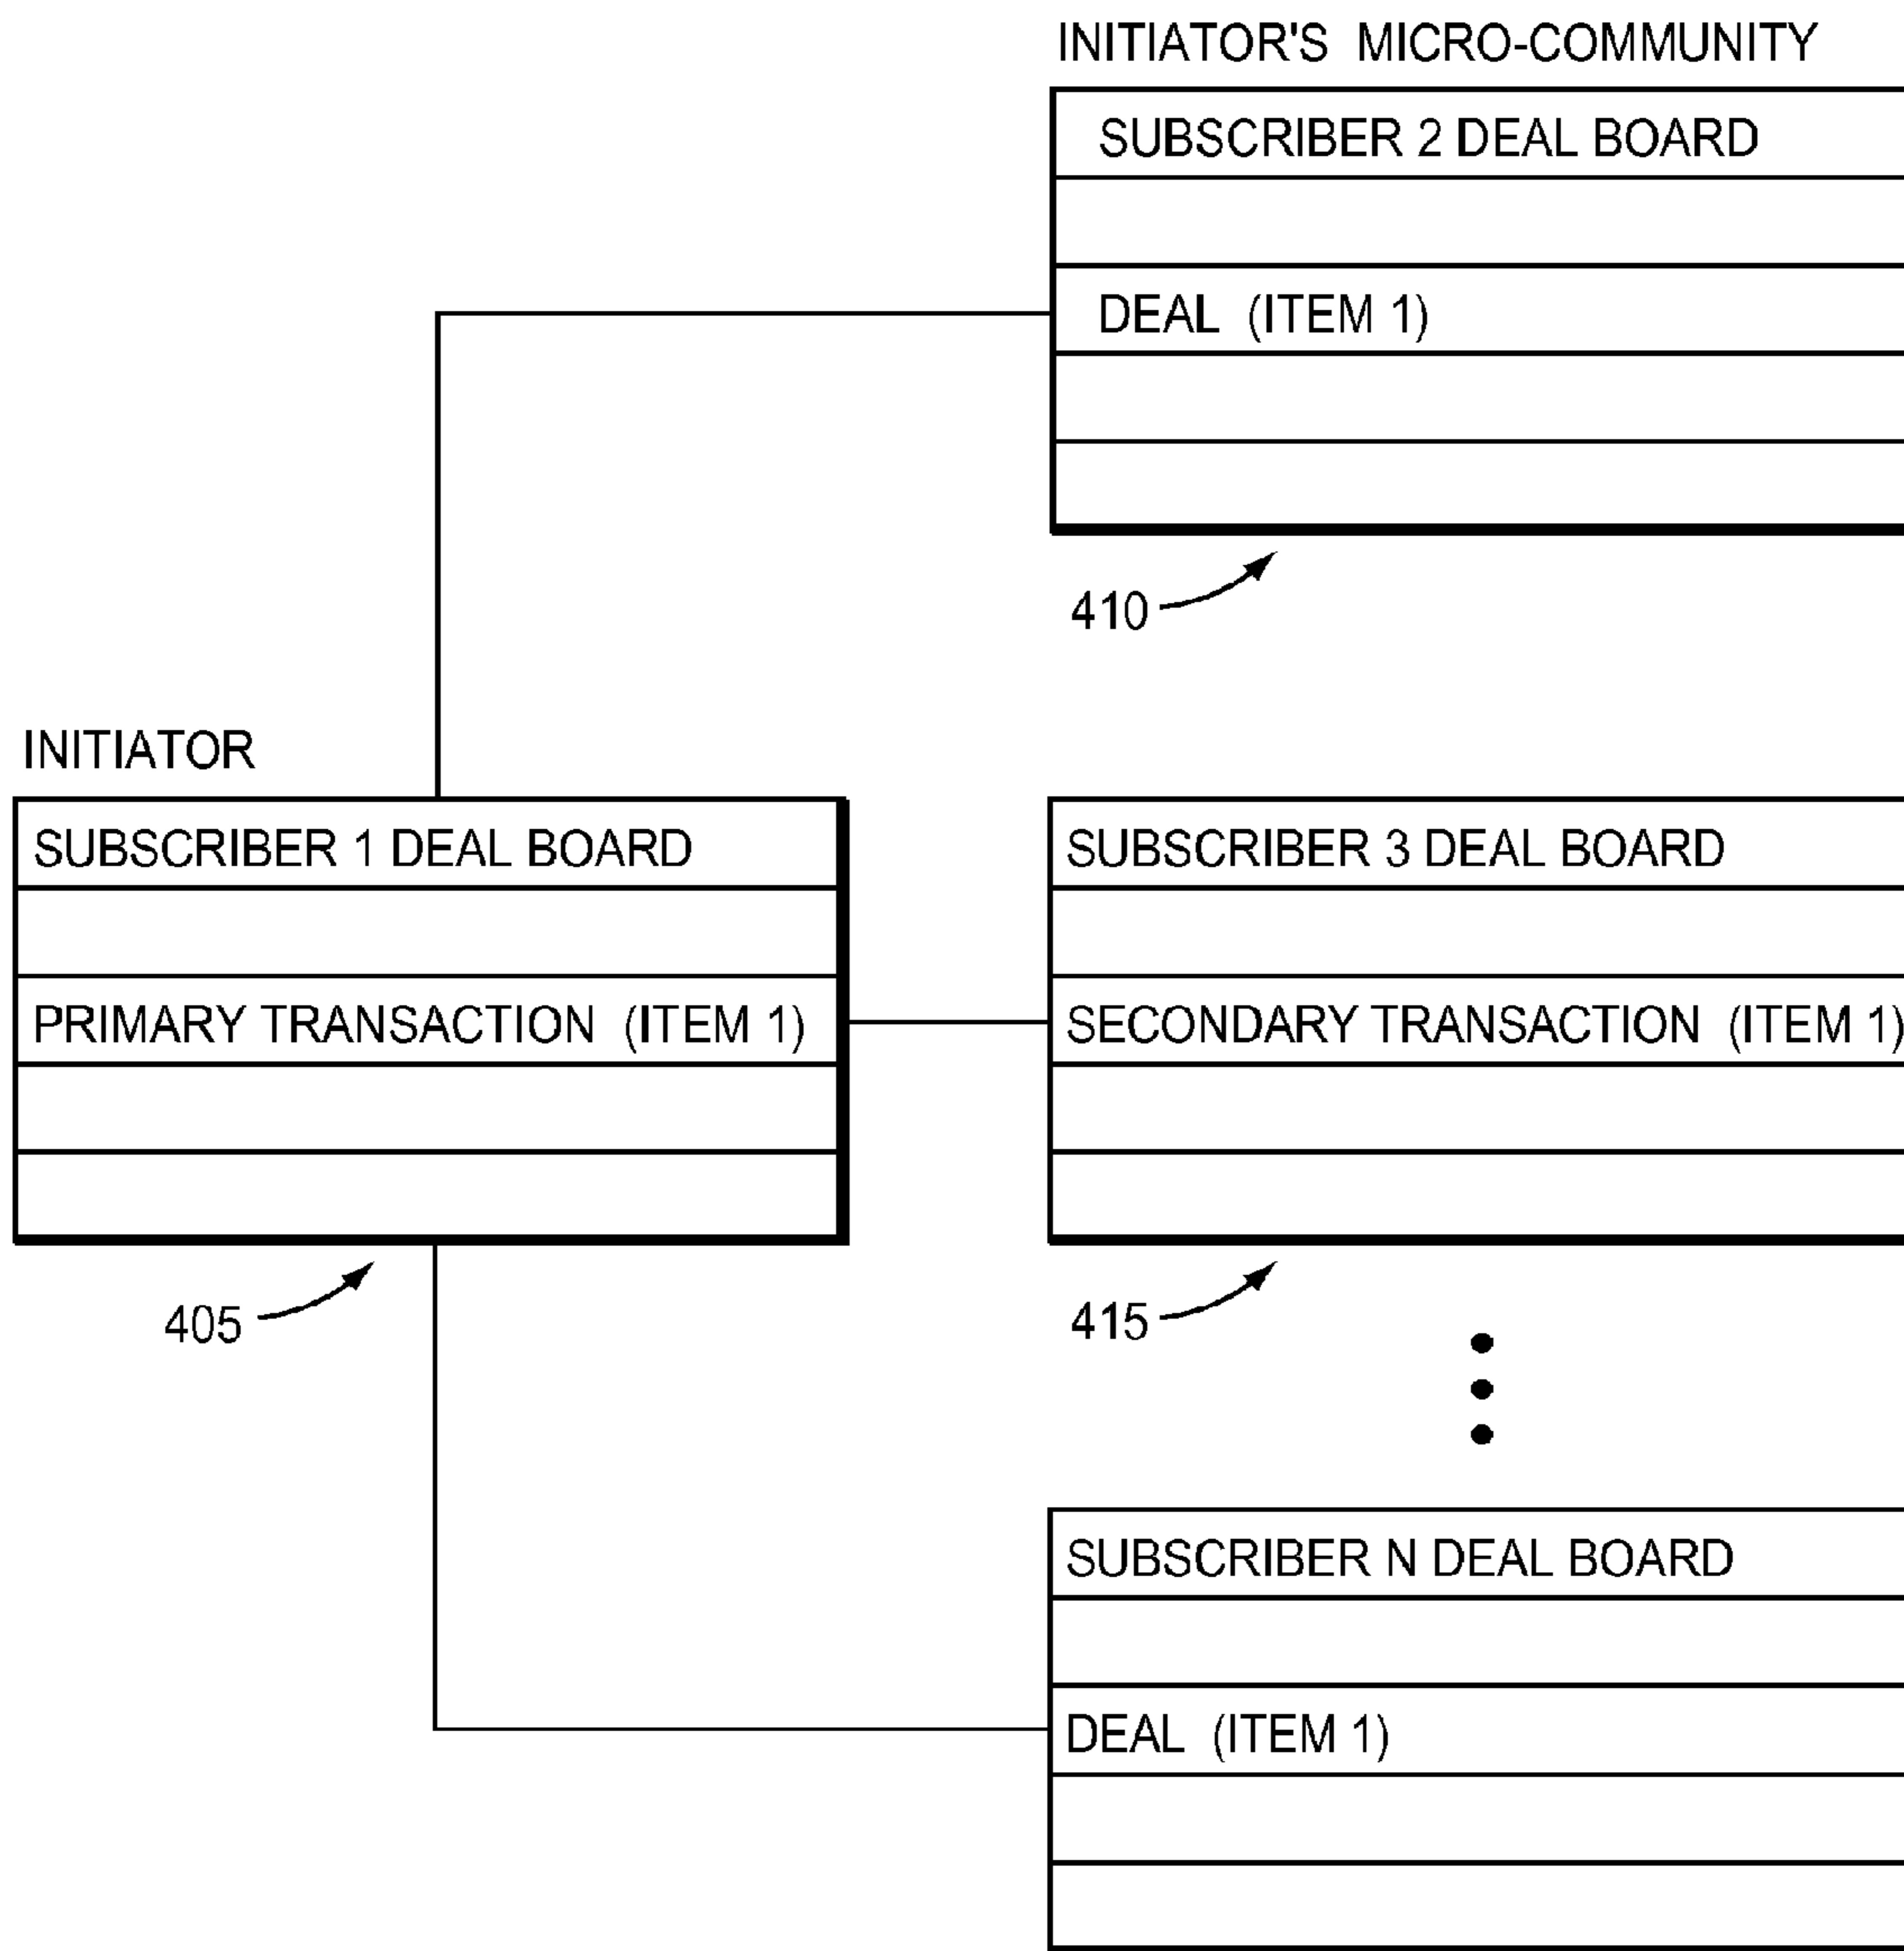 INITIATOR'S MICRO-COMMUNITY
SUBSCRIBER 2 DEAL BOARD
DEAL (ITEM 1)
410
INITIATOR
SUBSCRIBER 1 DEAL BOARD
PRIMARY TRANSACTION (ITEM 1)
405
SUBSCRIBER 3 DEAL BOARD
SECONDARY TRANSACTION (ITEM 1)
415
SUBSCRIBER N DEAL BOARD
DEAL (ITEM 1)